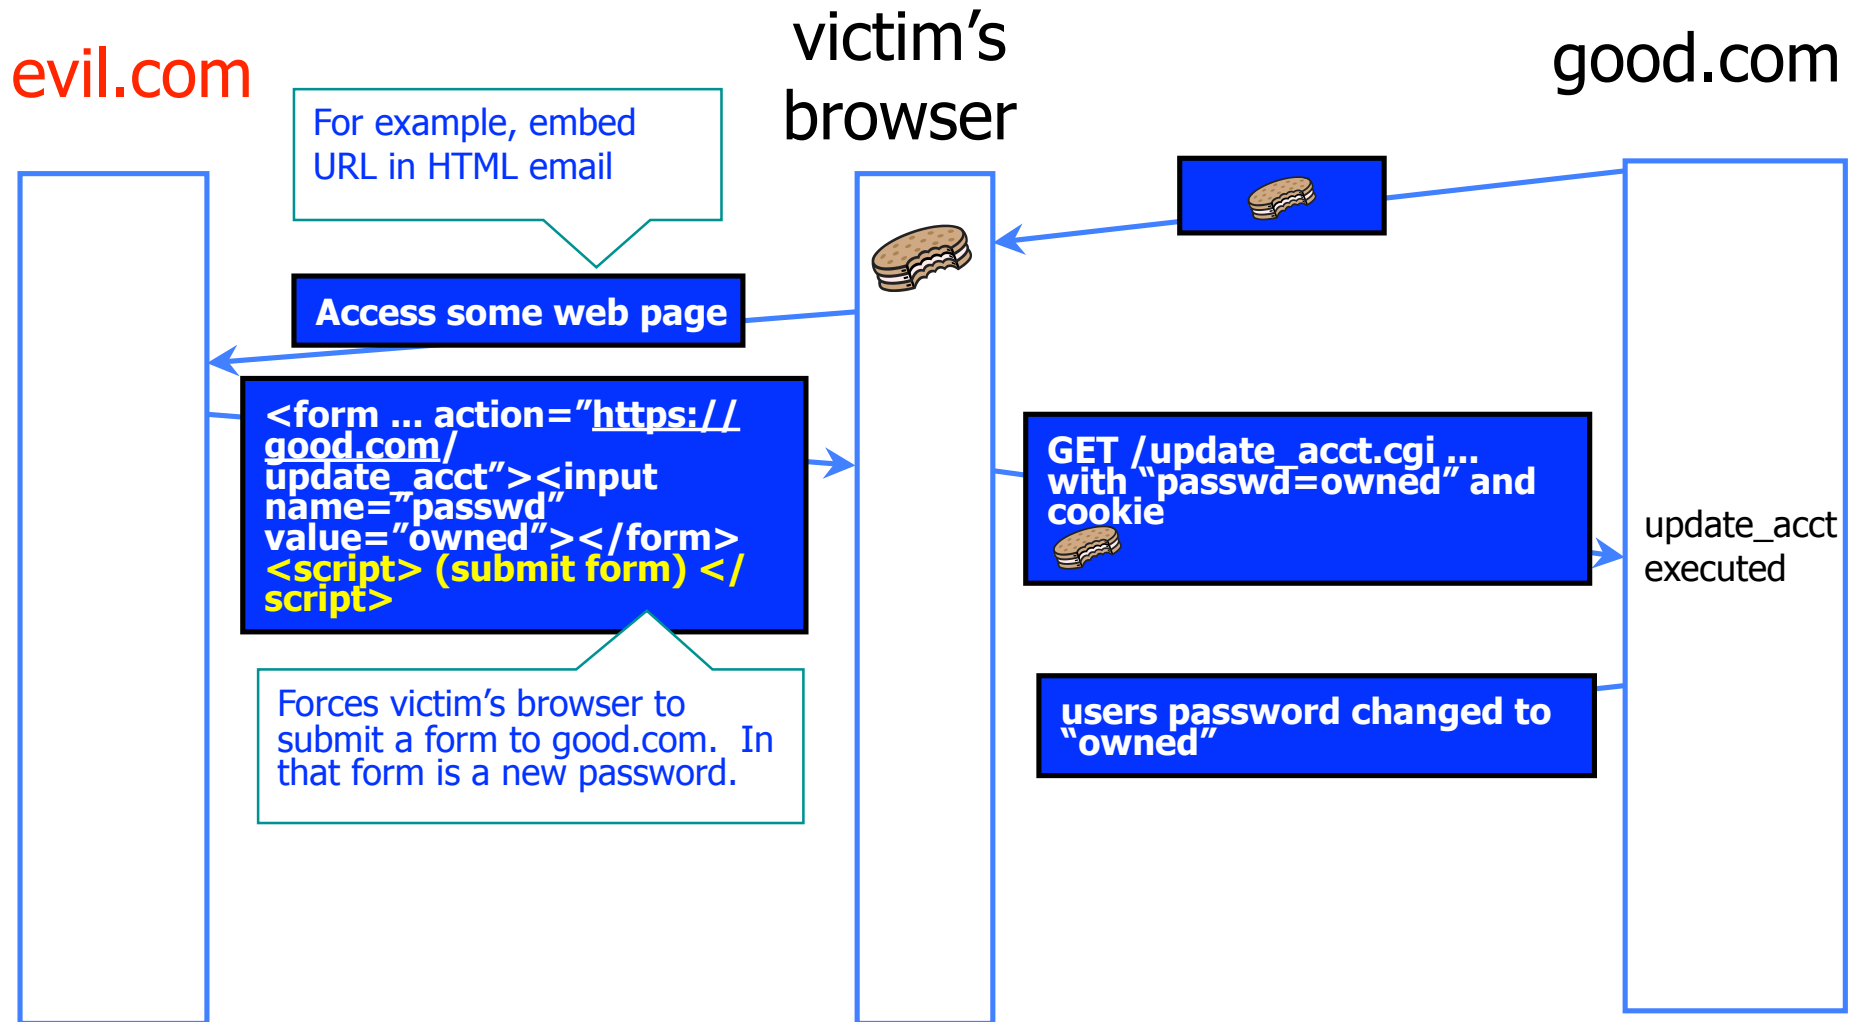 evil.com
victim’s
browser
good.com
For example, embed
URL in HTML email
Access some web page
<form … action=”https://
good.com/
update_acct”><input
name=”passwd”
value=”owned”></form>
<script> (submit form) </
script>
GET /update_acct.cgi …
with “passwd=owned” and
cookie
update_acct
executed
Forces victim’s browser to
submit a form to good.com.  In
that form is a new password.
users password changed to
“owned”